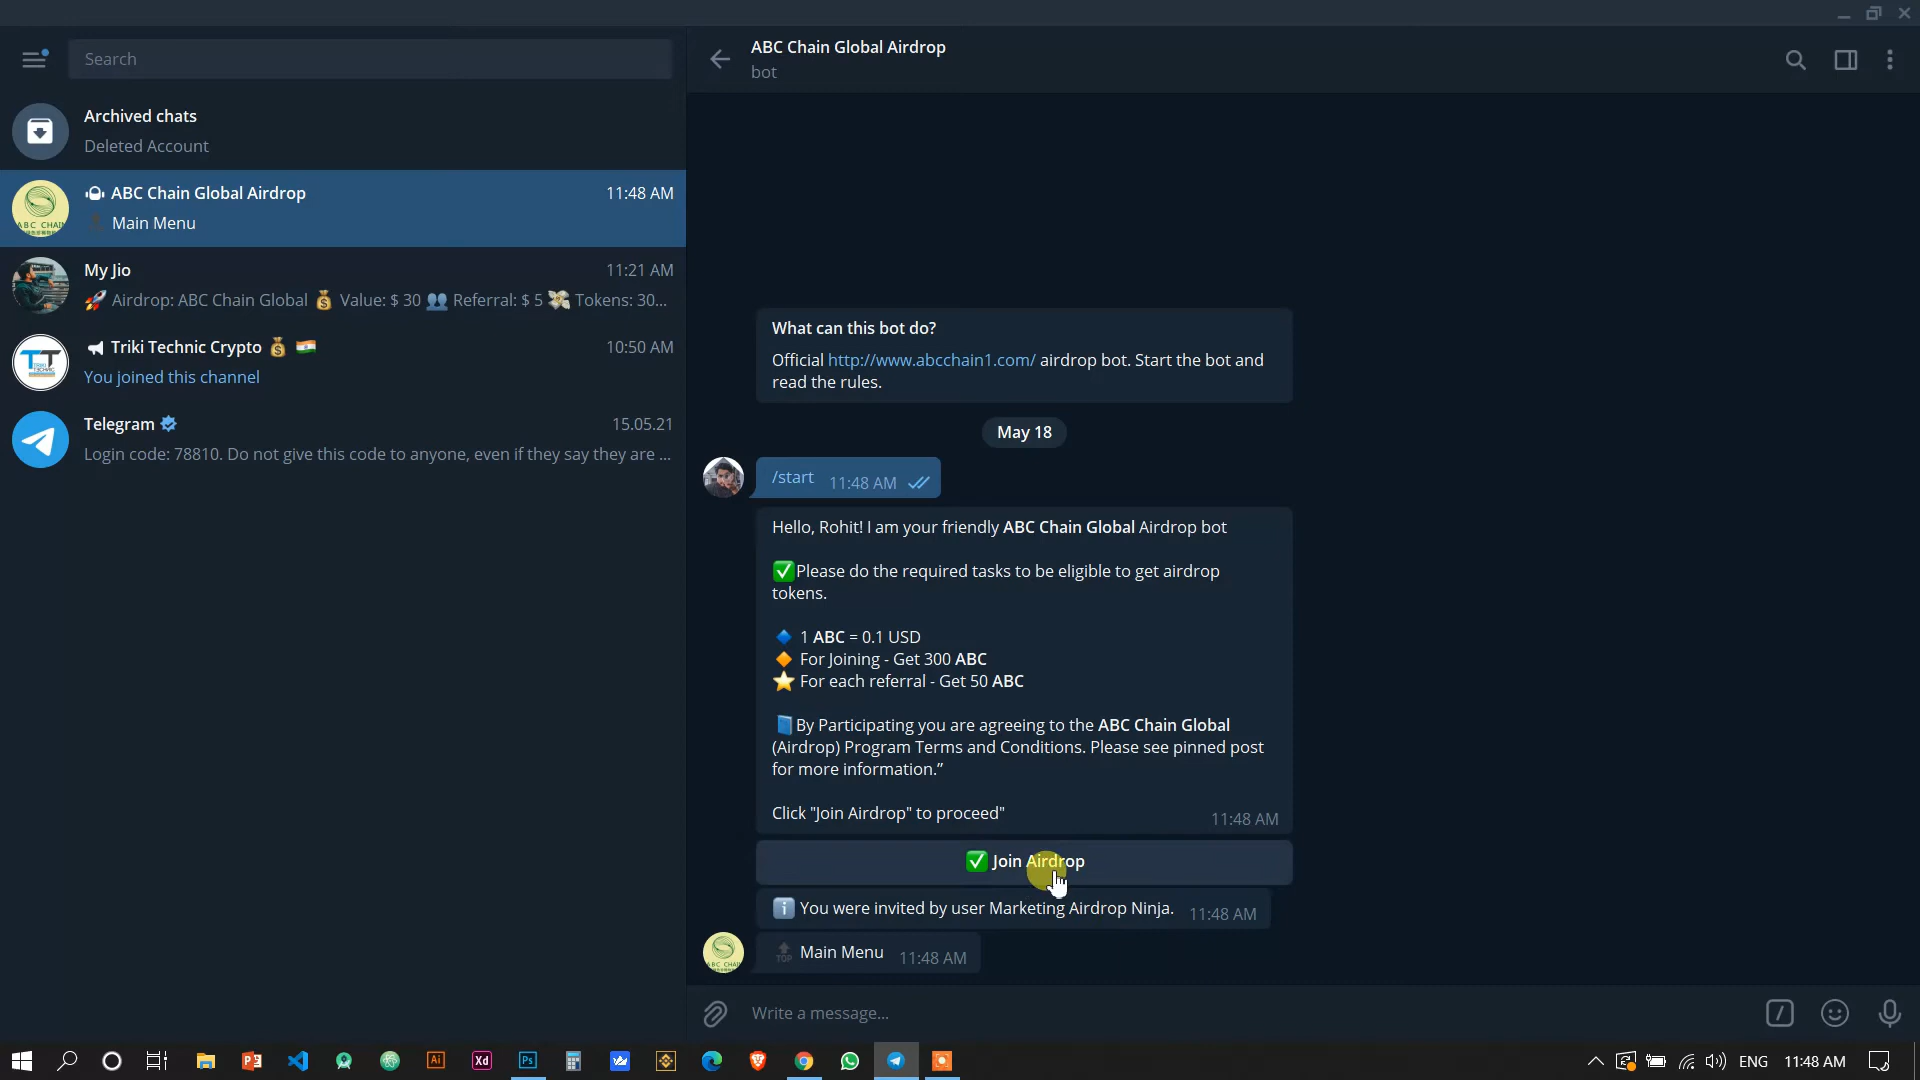 Search
Archived chats
Deleted Account
ABC Chain Global Airdrop 11:48 AM
Main Menu
My Jio 11:21 AM
🚀 Airdrop: ABC Chain Global 💰 Value: $ 30 👥 Referral: $ 5 💸 Tokens: 30...
Triki Technic Crypto 💰 🇮🇳 10:50 AM
You joined this channel
Telegram 15.05.21
Login code: 78810. Do not give this code to anyone, even if they say they are ...
ABC Chain Global Airdrop
bot
What can this bot do?
Official http://www.abcchain1.com/ airdrop bot. Start the bot and
read the rules.
May 18
/start 11:48 AM
Hello, Rohit! I am your friendly ABC Chain Global Airdrop bot
✅Please do the required tasks to be eligible to get airdrop
tokens.
🔷 1 ABC = 0.1 USD
🔶 For Joining - Get 300 ABC
⭐ For each referral - Get 50 ABC
📘By Participating you are agreeing to the ABC Chain Global
(Airdrop) Program Terms and Conditions. Please see pinned post
for more information.”
Click "Join Airdrop" to proceed" 11:48 AM
✅ Join Airdrop
ℹ️ You were invited by user Marketing Airdrop Ninja. 11:48 AM
🔝 Main Menu 11:48 AM
ABC CHAIN
Write a message...
Ai
Xd
Ps
ENG 11:48 AM